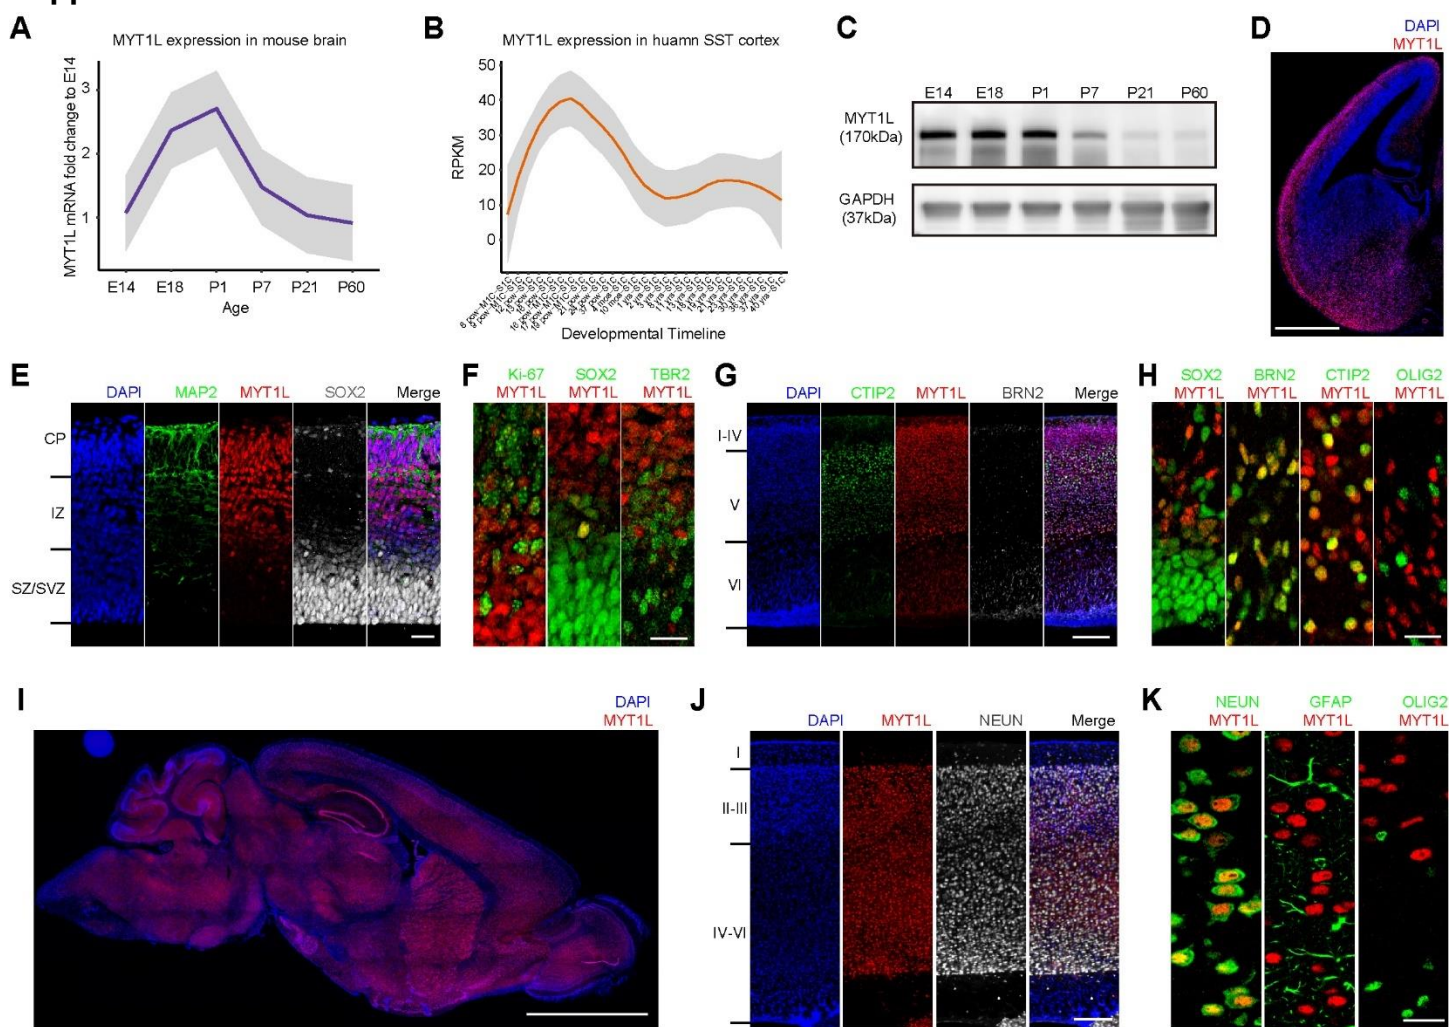 A
MYT1L expression in mouse brain
MYT1L mRNA fold change to E14
3
2
1
E14 E18 P1 P7 P21 P60
Age
B
MYT1L expression in huamn SST cortex
RPKM
50
40
30
20
10
0
Developmental Timeline
C
E14 E18 P1 P7 P21 P60
MYT1L
(170kDa)
GAPDH
(37kDa)
D
DAPI
MYT1L
E
DAPI MAP2 MYT1L SOX2 Merge
CP
IZ
SZ/SVZ
F
Ki-67 SOX2 TBR2
MYT1L MYT1L MYT1L
G
DAPI CTIP2 MYT1L BRN2 Merge
I-IV
V
VI
H
SOX2 BRN2 CTIP2 OLIG2
MYT1L MYT1L MYT1L MYT1L
I
DAPI
MYT1L
J
DAPI MYT1L NEUN Merge
I
II-III
IV-VI
K
NEUN GFAP OLIG2
MYT1L MYT1L MYT1L